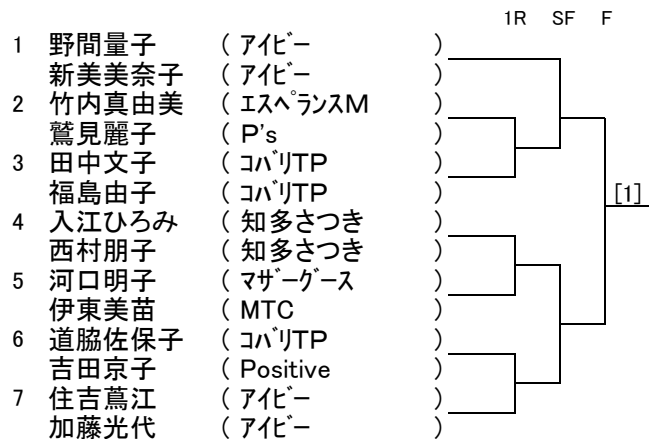 1R SF F
1 野間量子 ( アイビー )
新美美奈子 ( アイビー )
2 竹内真由美 ( エスペランスM )
鷲見麗子 ( P's )
3 田中文子 ( コバリTP )
福島由子 ( コバリTP )
[1]
4 入江ひろみ ( 知多さつき )
西村朋子 ( 知多さつき )
5 河口明子 ( マザーグース )
伊東美苗 ( MTC )
6 道脇佐保子 ( コバリTP )
吉田京子 ( Positive )
7 住吉蔦江 ( アイビー )
加藤光代 ( アイビー )